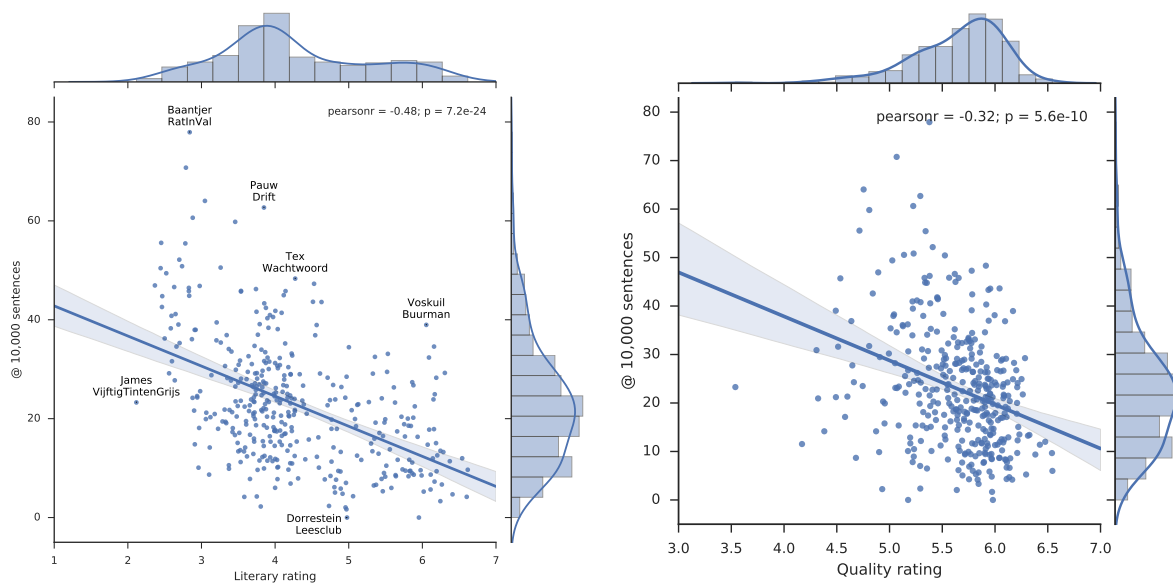 Baantjer
RatInVal
pearsonr = -0.48; p = 7.2e-24
Pauw
Drift
Tex
Wachtwoord
Voskuil
Buurman
James
VijftigTintenGrijs
Dorrestein
Leesclub
@ 10,000 sentences
80
60
40
20
0
1 2 3 4 5 6 7
Literary rating
pearsonr = -0.32; p = 5.6e-10
@ 10,000 sentences
80
70
60
50
40
30
20
10
0
3.0 3.5 4.0 4.5 5.0 5.5 6.0 6.5 7.0
Quality rating